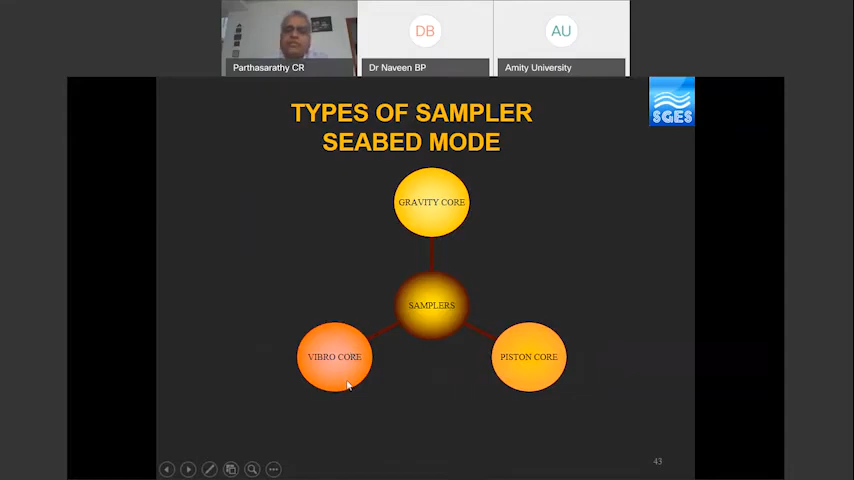 DB
AU
Parthasarathy CR
Dr Naveen BP
Amity University
TYPES OF SAMPLER
SEABED MODE
SGES
GRAVITY CORE
SAMPLERS
VIBRO CORE
PISTON CORE
43